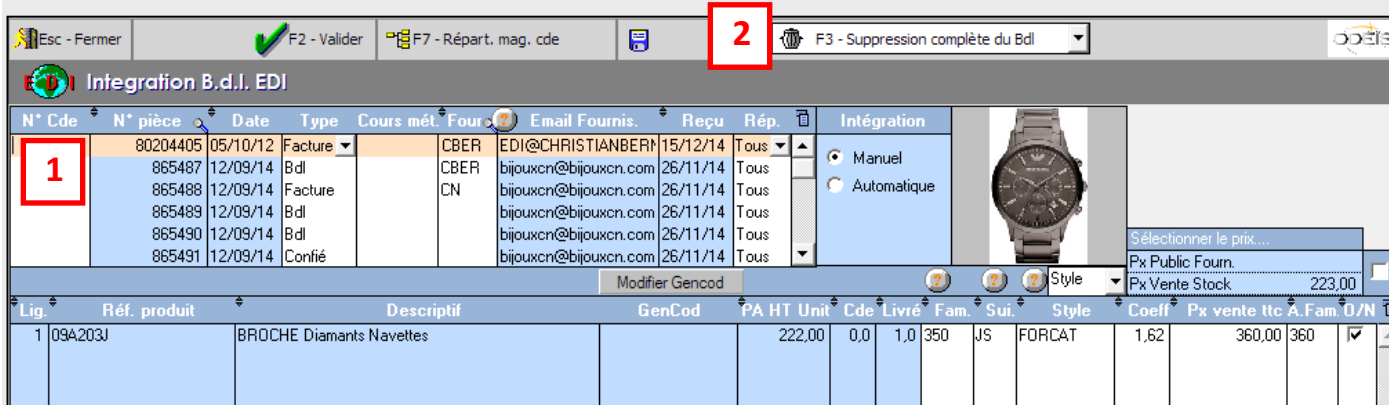 Esc - Fermer F2 - Valider F7 - Répart. mag. cde 2 F3 - Suppression complète du Bdl
EDI Integration B.d.l. EDI
N° Cde N° pièce Date Type Cours mét. Four ? Email Fournis. Reçu Rép. Intégration
1 80204405 05/10/12 Facture CBER EDI@CHRISTIANBERN 15/12/14 Tous
865487 12/09/14 Bdl CBER bijouxcn@bijouxcn.com 26/11/14 Tous Manuel
865488 12/09/14 Facture CN bijouxcn@bijouxcn.com 26/11/14 Tous Automatique
865489 12/09/14 Bdl bijouxcn@bijouxcn.com 26/11/14 Tous
865490 12/09/14 Bdl bijouxcn@bijouxcn.com 26/11/14 Tous
865491 12/09/14 Confié bijouxcn@bijouxcn.com 26/11/14 Tous
Sélectionner le prix....
Px Public Fourn.
Px Vente Stock 223,00
Modifier Gencod ? ? ? Style
Lig. Réf. produit Descriptif GenCod PA HT Unit Cde Livré Fam. Sui. Style Coeff Px vente ttc A.Fam. O/N
1 09A203J BROCHE Diamants Navettes 222,00 0,0 1,0 350 JS FORCAT 1,62 360,00 360